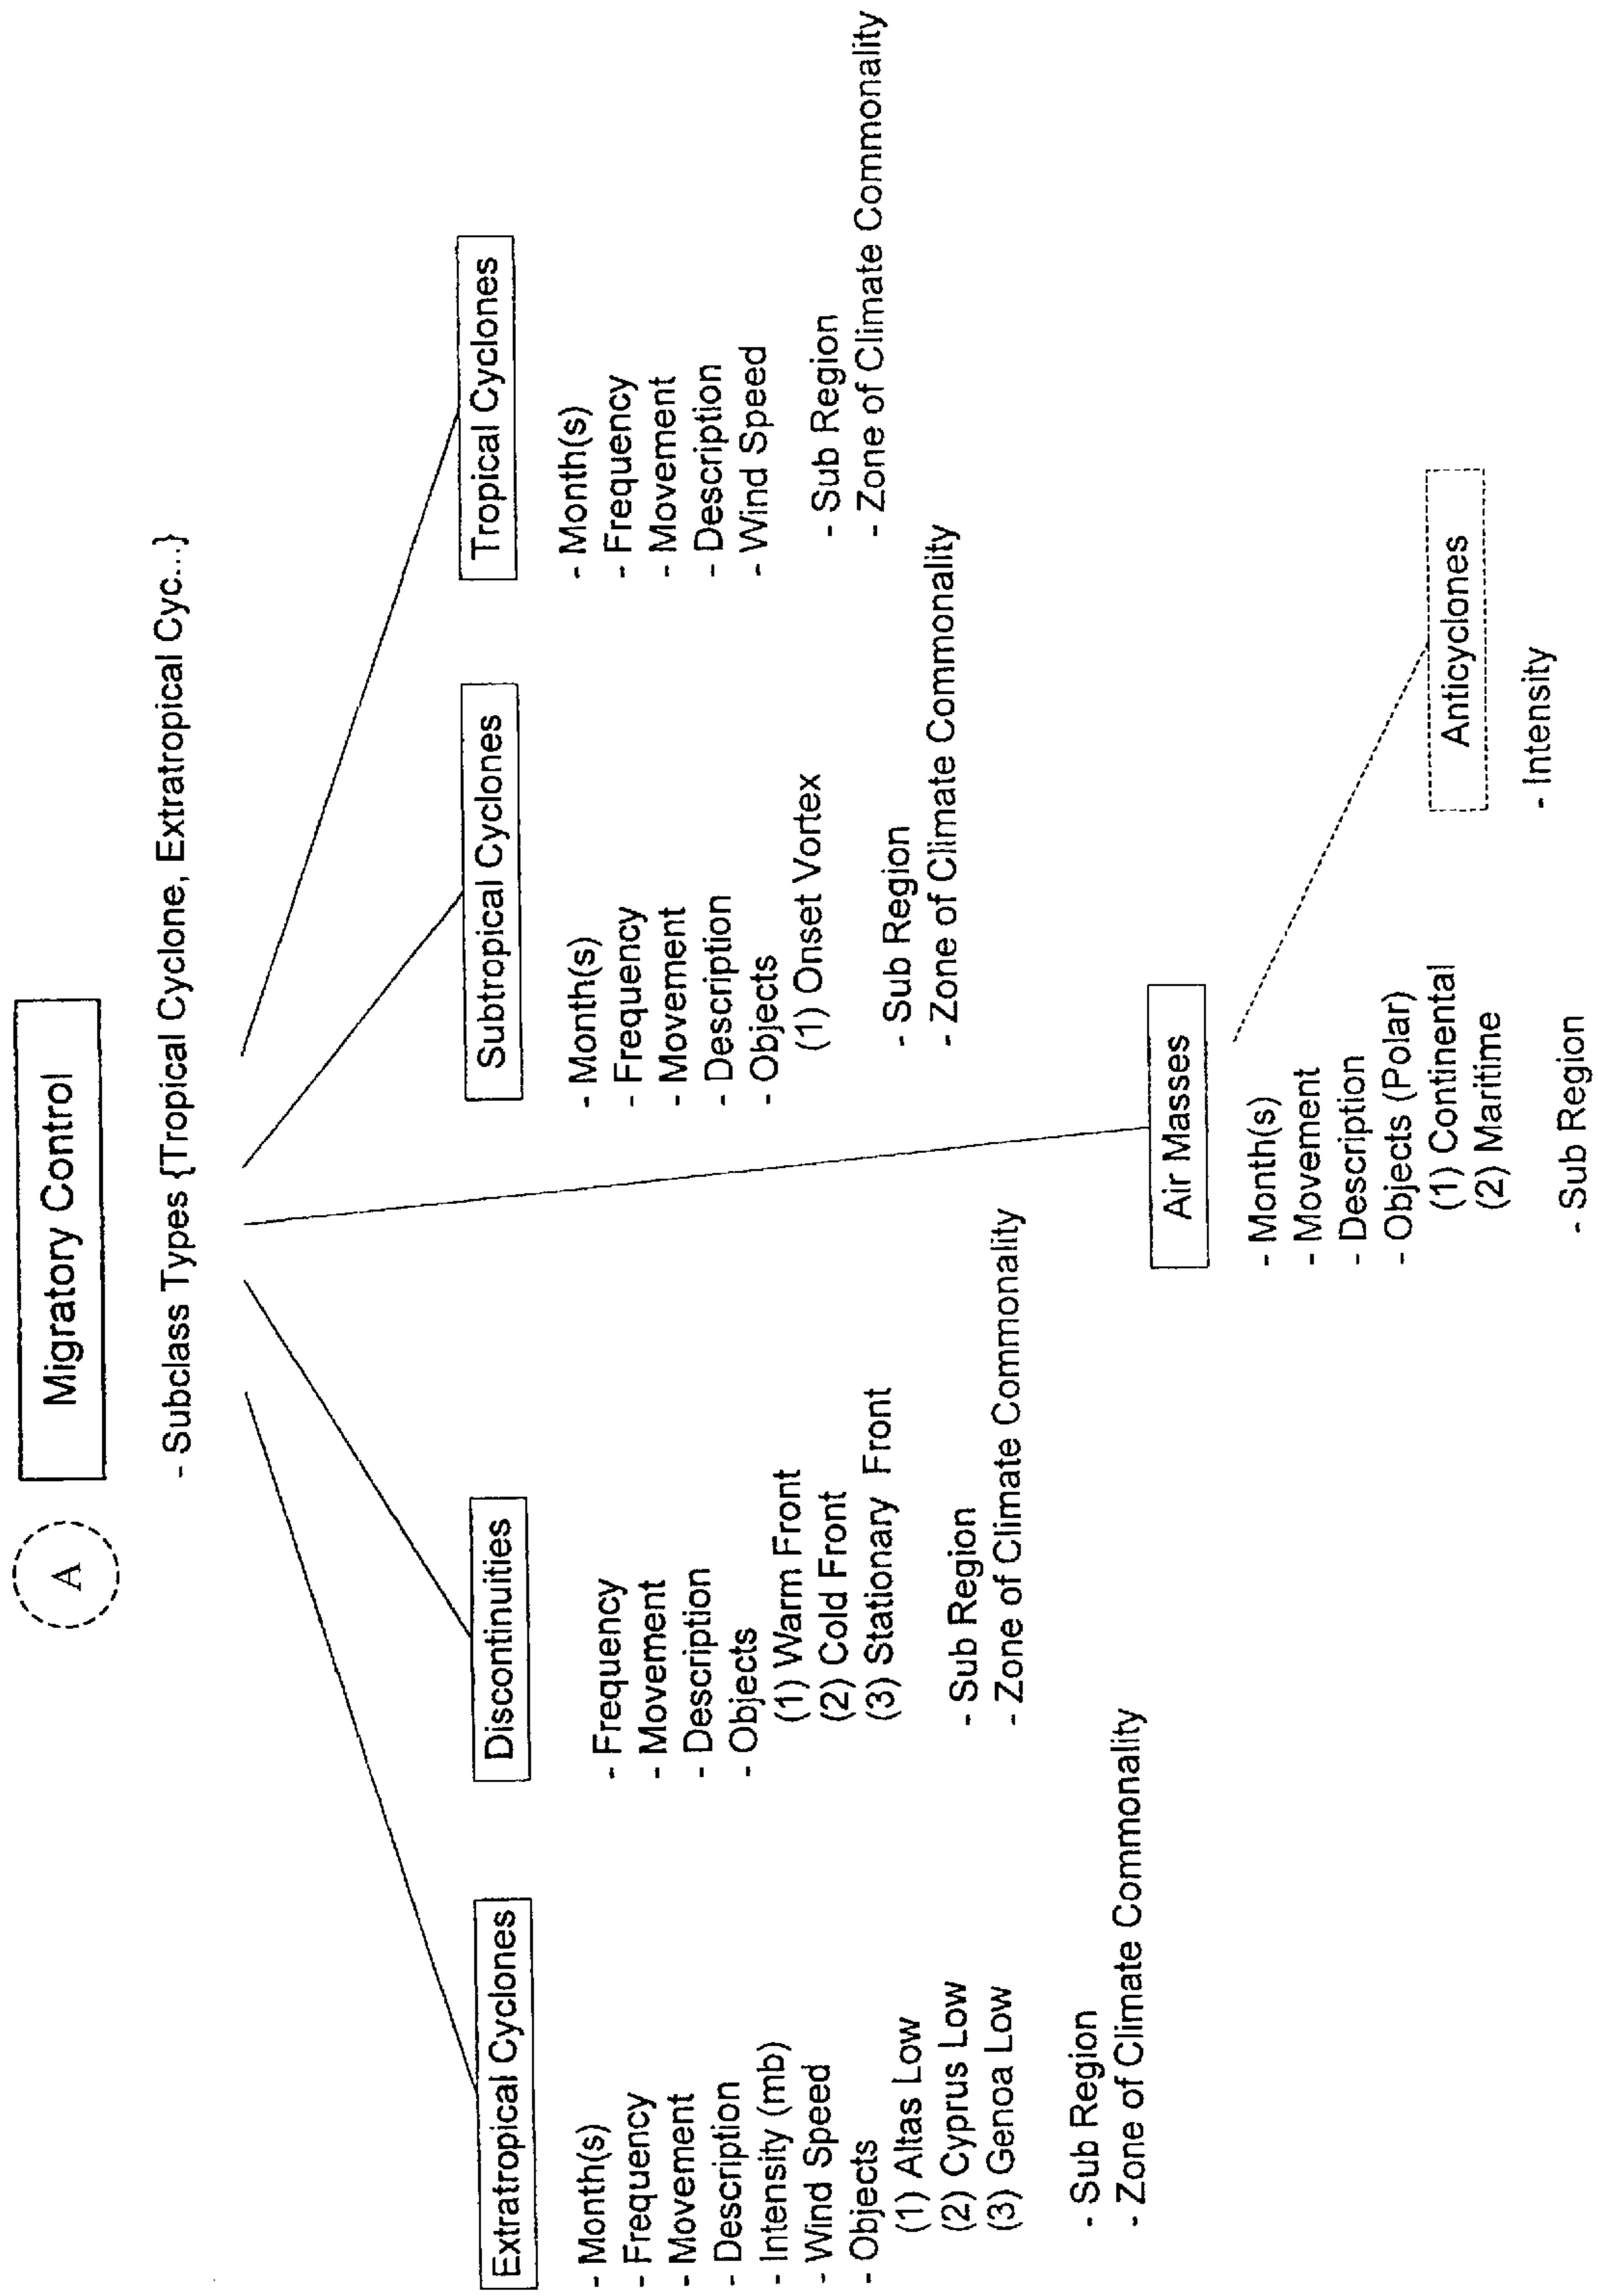 A
Migratory Control
- Subclass Types {Tropical Cyclone, Extratropical Cyc...}
Extratropical Cyclones
- Month(s)
- Frequency
- Movement
- Description
- Intensity (mb)
- Wind Speed
- Objects
(1) Altas Low
(2) Cyprus Low
(3) Genoa Low
- Sub Region
- Zone of Climate Commonality
Discontinuities
- Frequency
- Movement
- Description
- Objects
(1) Warm Front
(2) Cold Front
(3) Stationary Front
- Sub Region
- Zone of Climate Commonality
Subtropical Cyclones
- Month(s)
- Frequency
- Movement
- Description
- Objects
(1) Onset Vortex
- Sub Region
- Zone of Climate Commonality
Tropical Cyclones
- Month(s)
- Frequency
- Movement
- Description
- Wind Speed
- Sub Region
- Zone of Climate Commonality
Air Masses
- Month(s)
- Movement
- Description
- Objects (Polar)
(1) Continental
(2) Maritime
- Sub Region
Anticyclones
- Intensity